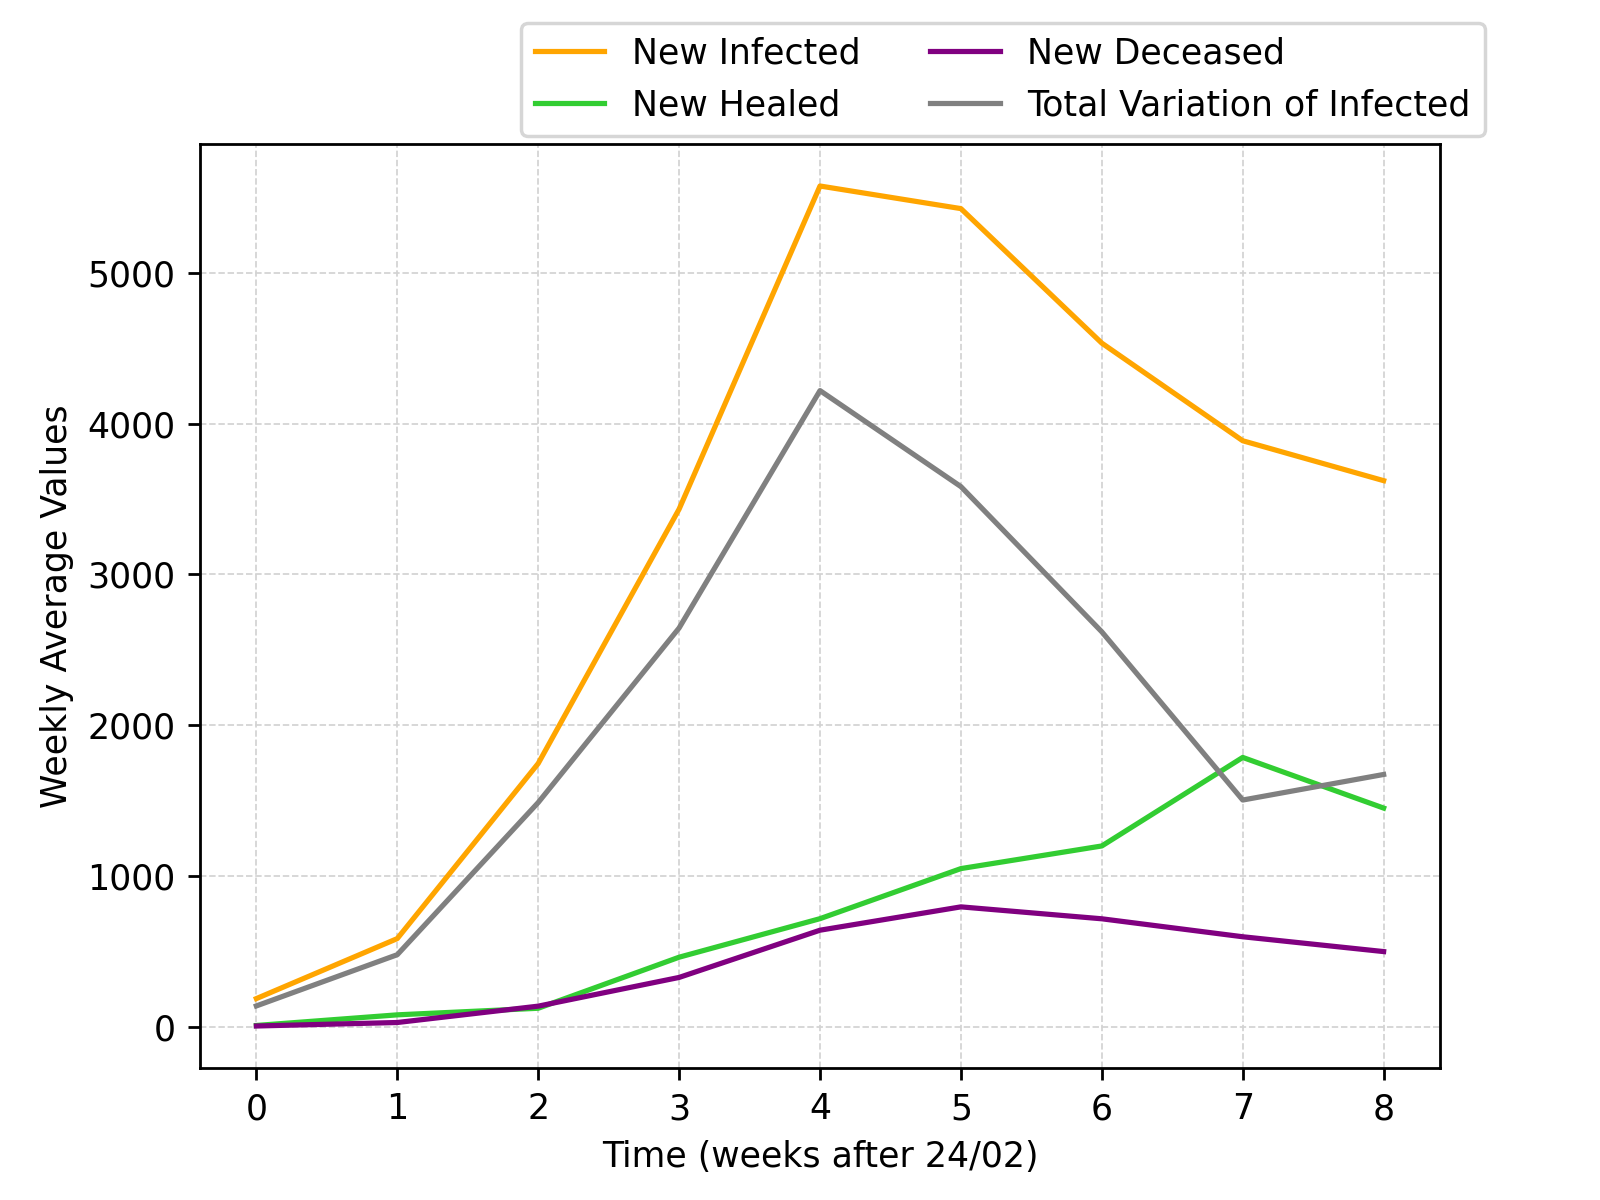 New Infected
New Healed
New Deceased
Total Variation of Infected
Weekly Average Values
5000
4000
3000
2000
1000
0
0 1 2 3 4 5 6 7 8
Time (weeks after 24/02)